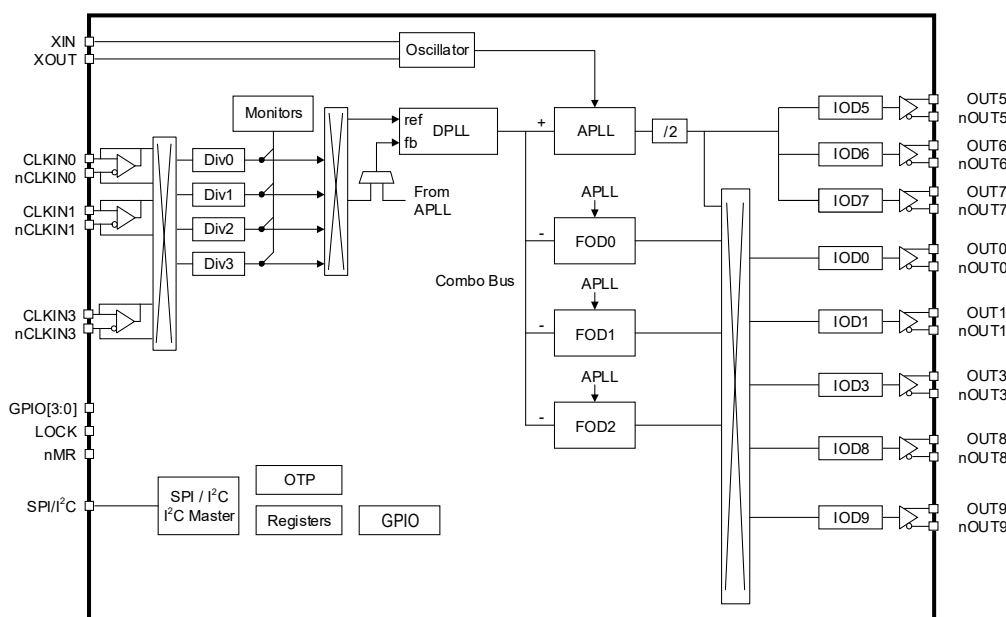 XIN
XOUT
Oscillator
Monitors
ref
fb
DPLL
+
APLL
/2
IOD5
OUT5
nOUT5
IOD6
OUT6
nOUT6
IOD7
OUT7
nOUT7
CLKIN0
nCLKIN0
Div0
CLKIN1
nCLKIN1
Div1
Div2
Div3
From
APLL
APLL
-
FOD0
Combo Bus
APLL
-
FOD1
APLL
-
FOD2
IOD0
OUT0
nOUT0
IOD1
OUT1
nOUT1
IOD3
OUT3
nOUT3
IOD8
OUT8
nOUT8
IOD9
OUT9
nOUT9
CLKIN3
nCLKIN3
GPIO[3:0]
LOCK
nMR
SPI/I²C
SPI / I²C
I²C Master
OTP
Registers
GPIO